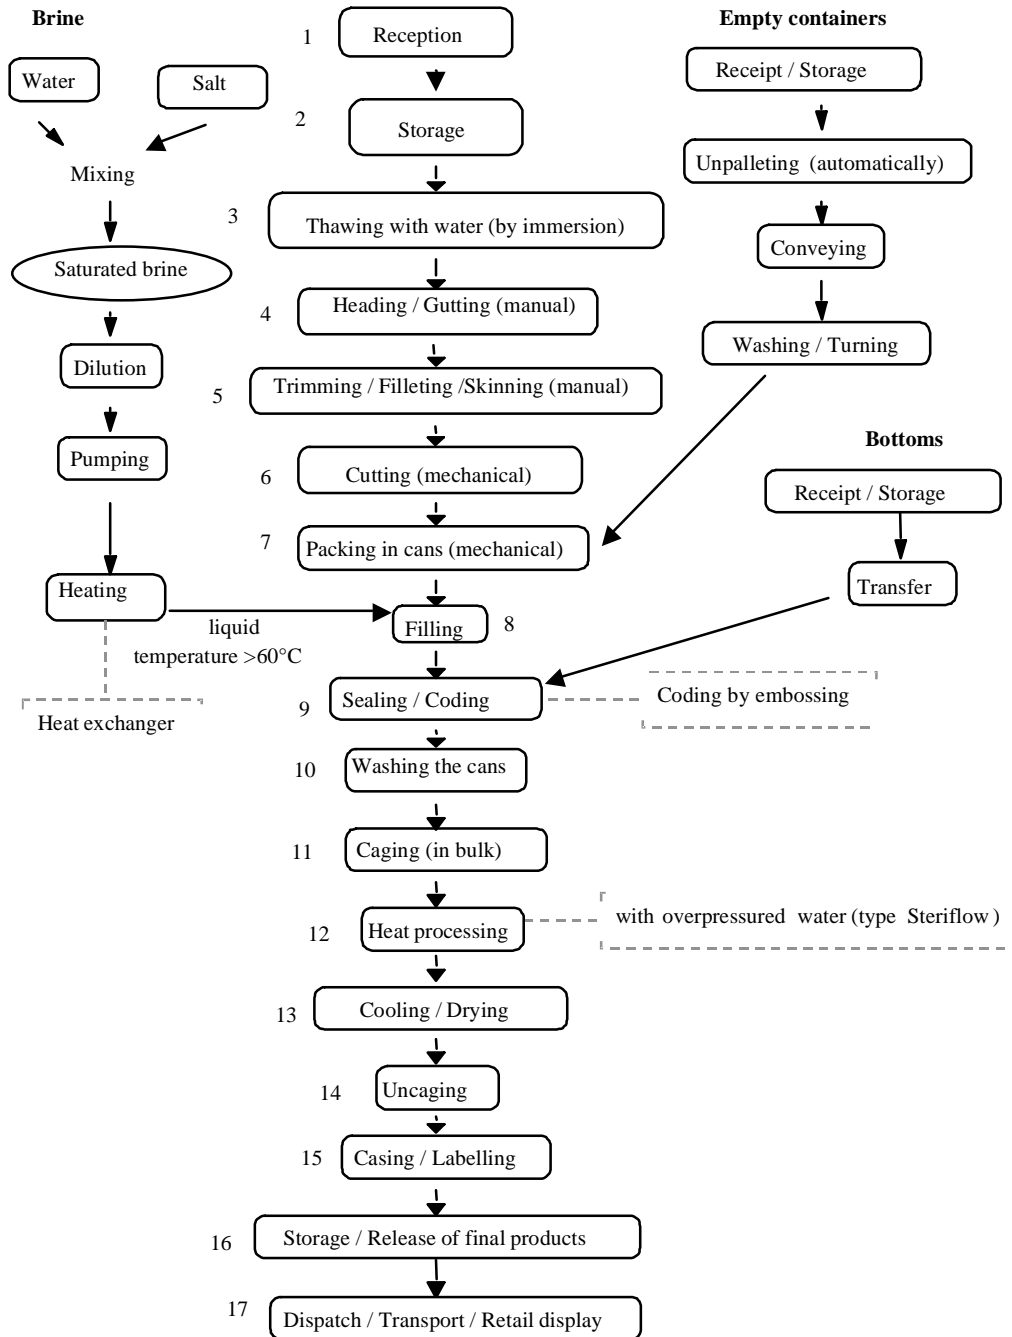 Brine
Empty containers
1
Reception
Water
Salt
Receipt / Storage
2
Storage
Mixing
Unpalleting (automatically)
3
Thawing with water (by immersion)
Saturated brine
Conveying
4
Heading / Gutting (manual)
Washing / Turning
Dilution
5
Trimming / Filleting /Skinning (manual)
Bottoms
Pumping
6
Cutting (mechanical)
Receipt / Storage
7
Packing in cans (mechanical)
Heating
Transfer
liquid
temperature >60°C
Filling
8
Heat exchanger
9
Sealing / Coding
Coding by embossing
10
Washing the cans
11
Caging (in bulk)
12
Heat processing
with overpressured water (type Steriflow)
13
Cooling / Drying
14
Uncaging
15
Casing / Labelling
16
Storage / Release of final products
17
Dispatch / Transport / Retail display